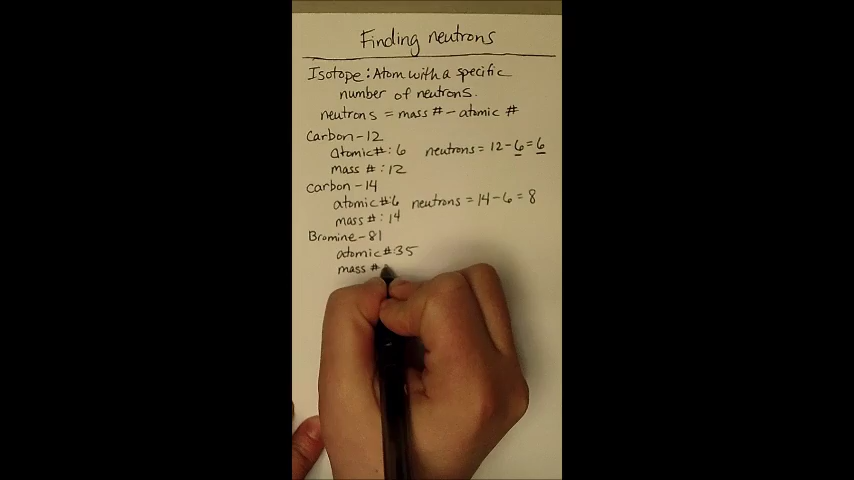 Finding neutrons
Isotope: Atom with a specific
number of neutrons.
neutrons = mass # - atomic #
Carbon-12
atomic#: 6 neutrons = 12-6=6
mass #: 12
Carbon-14
atomic#:6 neutrons = 14-6=8
mass #: 14
Bromine-81
atomic#:35
mass #